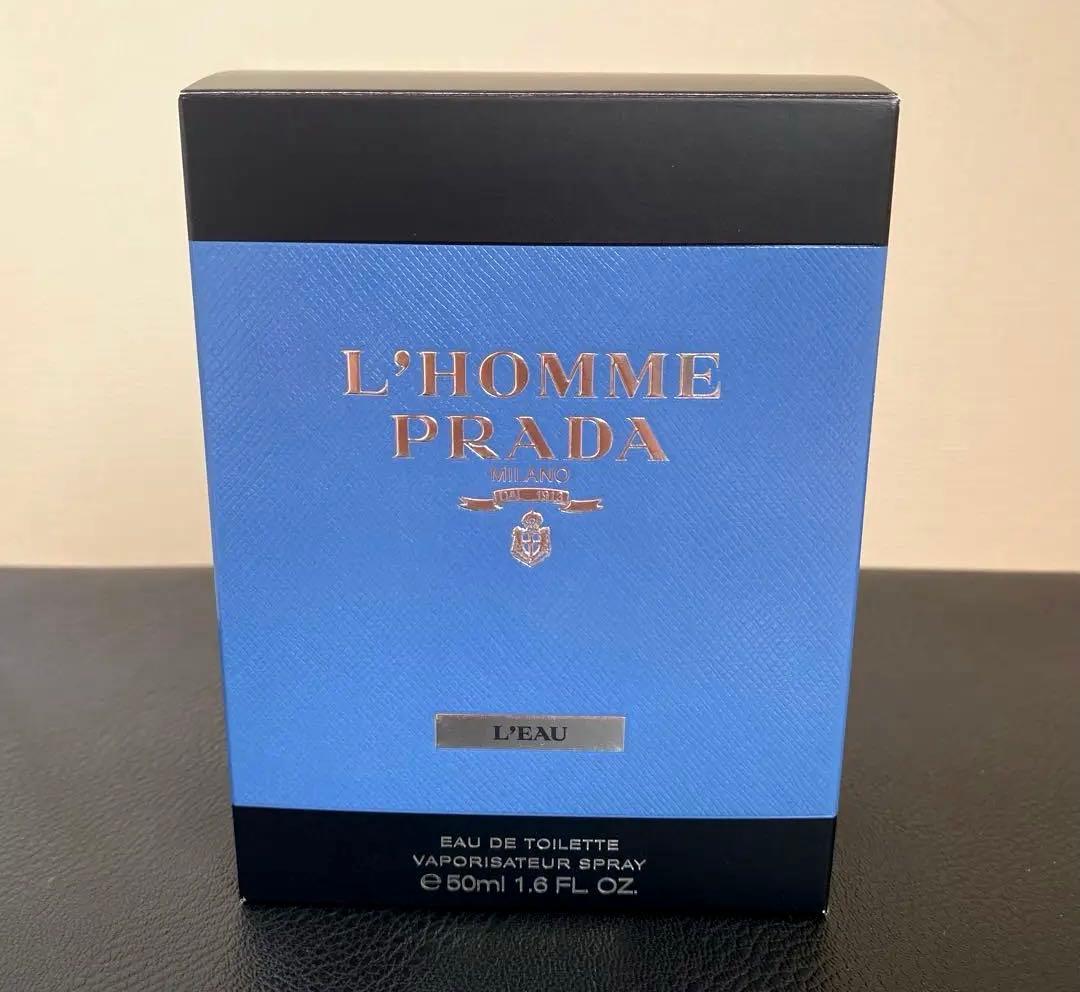 L'HOMME
PRADA
MILANO
DAL 1913
L'EAU
EAU DE TOILETTE
VAPORISATEUR SPRAY
℮50ml 1.6 FL. OZ.